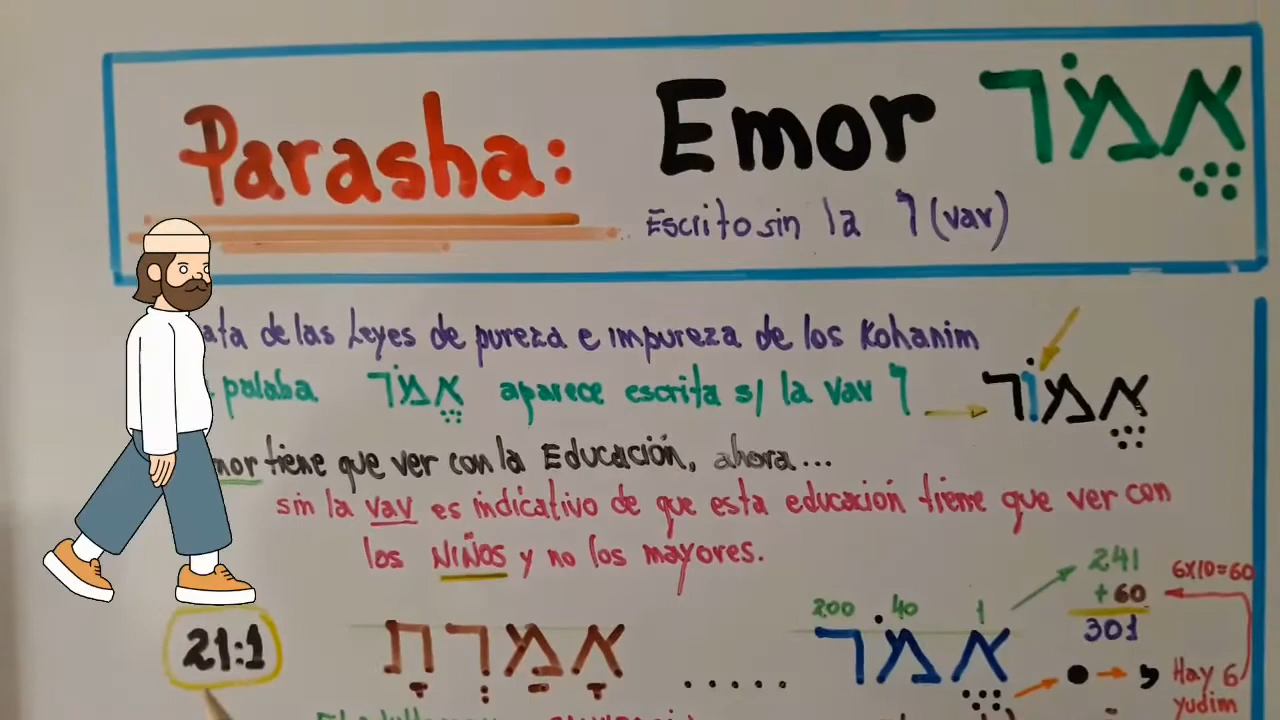 Parasha: Emor אֱמֹר
Escrito sin la ו (vav)
de las Leyes de pureza e impureza de los Kohanim
palaba אֱמֹר aparece escrita s/ la vav ו אֱמוֹר
tiene que ver con la Educación, ahora...
sin la vav es indicativo de que esta educación tiene que ver con
los NIÑOS y no los mayores.
241
+60
301
6x10=60
200 40 1
21:1 אָמַרְתָ ..... אֱמֹר
Hay 6
yudim